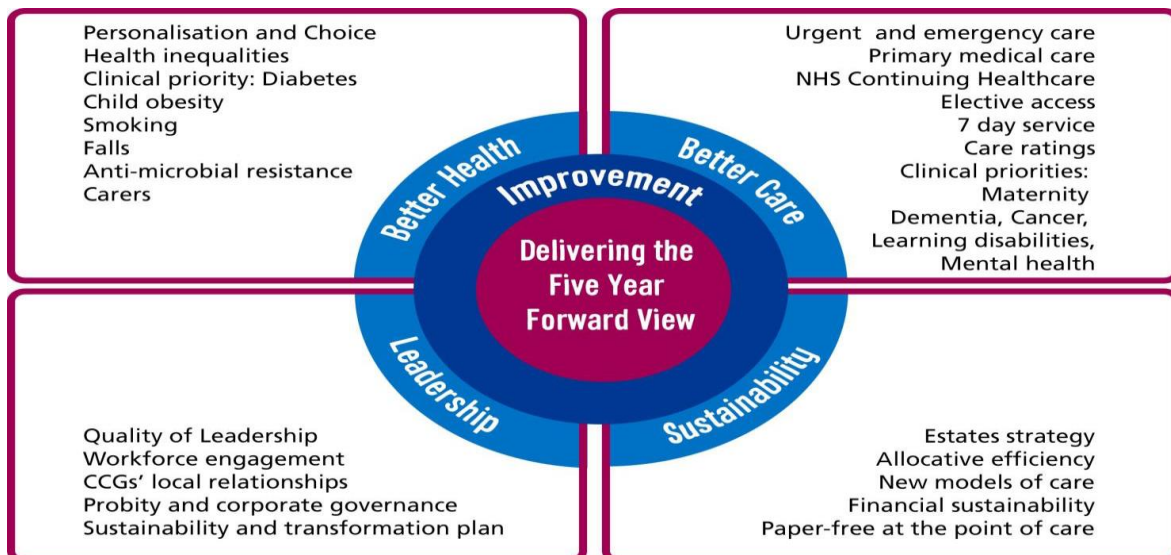 Personalisation and Choice
Health inequalities
Clinical priority: Diabetes
Child obesity
Smoking
Falls
Anti-microbial resistance
Carers
Urgent and emergency care
Primary medical care
NHS Continuing Healthcare
Elective access
7 day service
Care ratings
Clinical priorities:
Maternity
Dementia, Cancer,
Learning disabilities,
Mental health
Better Health
Better Care
Improvement
Delivering the
Five Year
Forward View
Leadership
Sustainability
Quality of Leadership
Workforce engagement
CCGs' local relationships
Probity and corporate governance
Sustainability and transformation plan
Estates strategy
Allocative efficiency
New models of care
Financial sustainability
Paper-free at the point of care